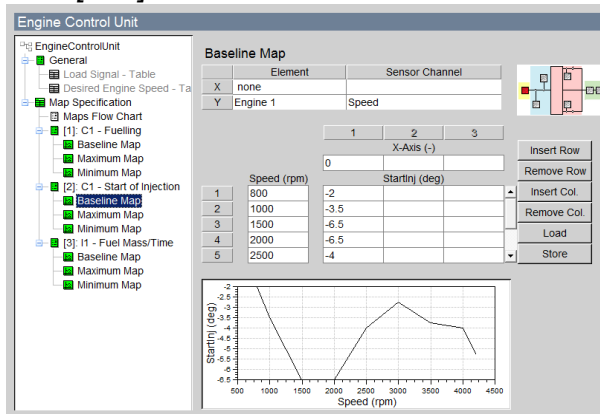 Engine Control Unit
EngineControlUnit
General
Load Signal - Table
Desired Engine Speed - Ta
Map Specification
Maps Flow Chart
[1]: C1 - Fuelling
Baseline Map
Maximum Map
Minimum Map
[2]: C1 - Start of Injection
Baseline Map
Maximum Map
Minimum Map
[3]: I1 - Fuel Mass/Time
Baseline Map
Maximum Map
Minimum Map
Baseline Map
Element Sensor Channel
X none
Y Engine 1 Speed
1 2 3
X-Axis (-)
0
Speed (rpm) StartInj (deg)
1 800 -2
2 1000 -3.5
3 1500 -6.5
4 2000 -6.5
5 2500 -4
Insert Row
Remove Row
Insert Col.
Remove Col.
Load
Store
StartInj (deg)
-2
-2.5
-3
-3.5
-4
-4.5
-5
-5.5
-6
-6.5
500 1000 1500 2000 2500 3000 3500 4000 4500
Speed (rpm)